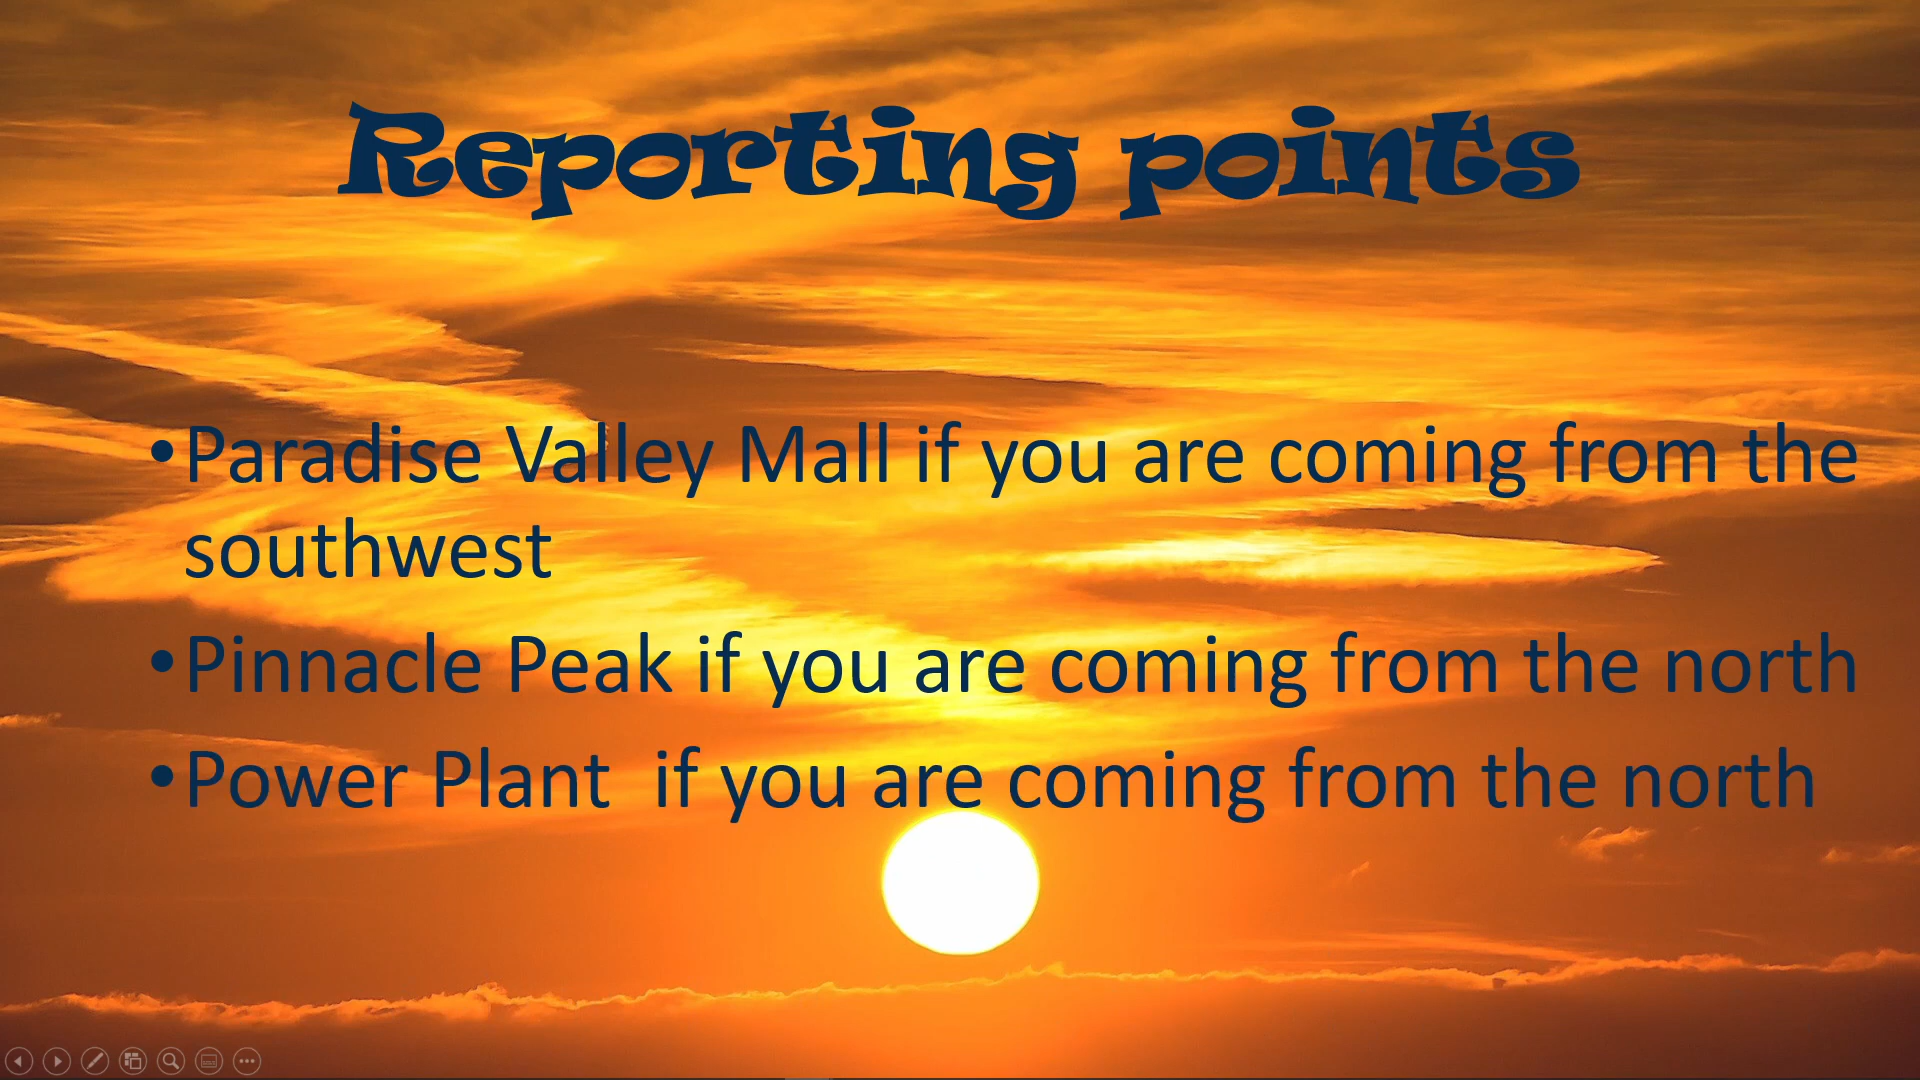 Reporting points
•Paradise Valley Mall if you are coming from the
southwest
•Pinnacle Peak if you are coming from the north
•Power Plant  if you are coming from the north